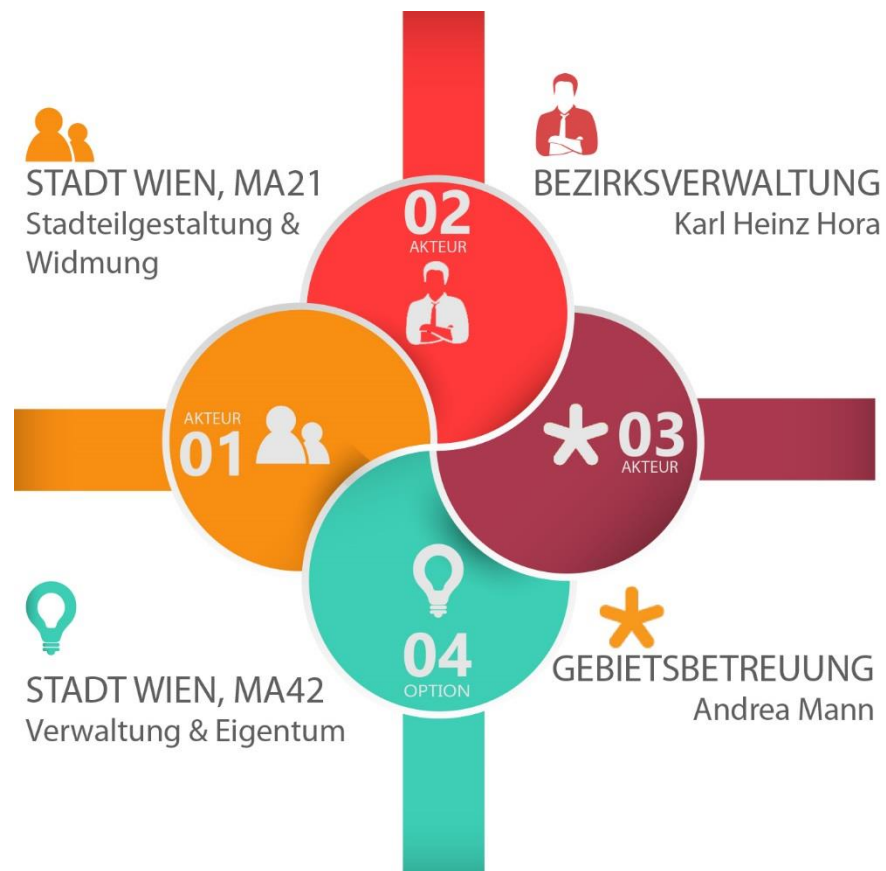 STADT WIEN, MA21
Stadteilgestaltung &
Widmung
BEZIRKSVERWALTUNG
Karl Heinz Hora
02
AKTEUR
AKTEUR
01
03
AKTEUR
04
OPTION
STADT WIEN, MA42
Verwaltung & Eigentum
GEBIETSBETREUUNG
Andrea Mann